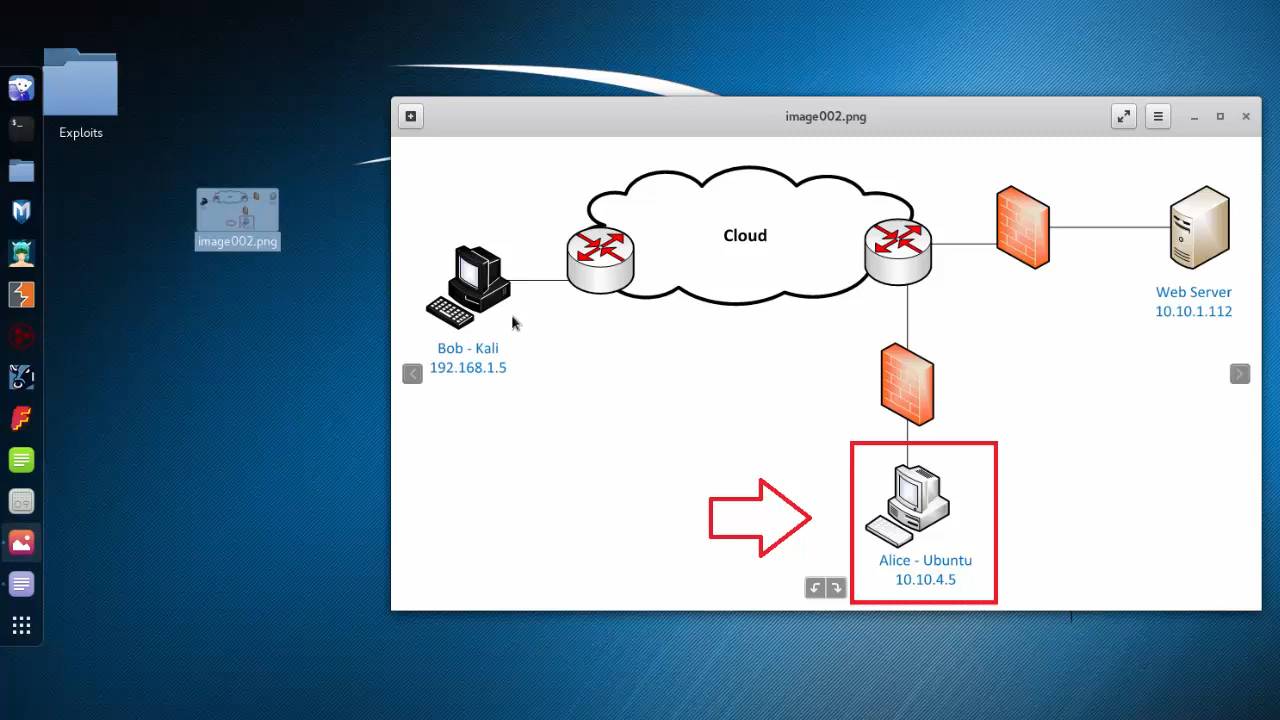 Exploits
image002.png
image002.png
Cloud
Web Server
10.10.1.112
Bob - Kali
192.168.1.5
Alice - Ubuntu
10.10.4.5